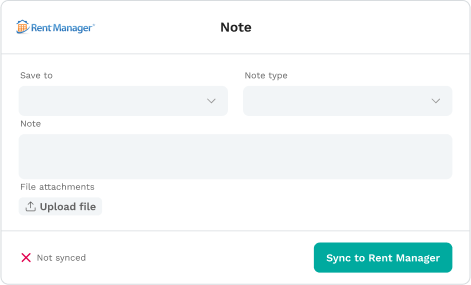 Rent Manager
Note
Save to
Note type
Note
File attachments
Upload file
Not synced
Sync to Rent Manager